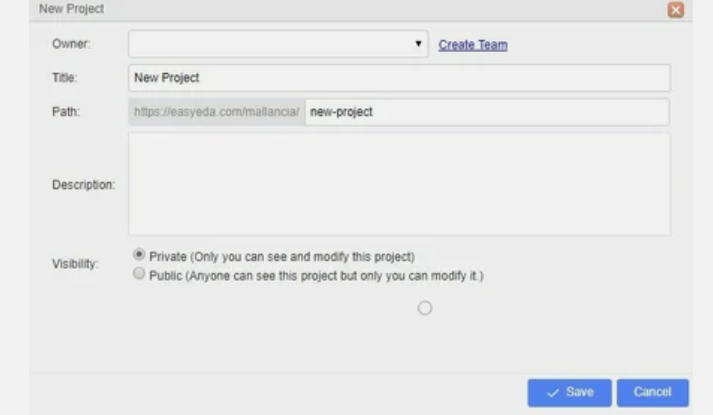 New Project
Owner: Create Team
Title: New Project
Path: https://easyeda.com/mallancia/ new-project
Description:
Visibility: Private (Only you can see and modify this project)
Public (Anyone can see this project but only you can modify it.)
Save Cancel